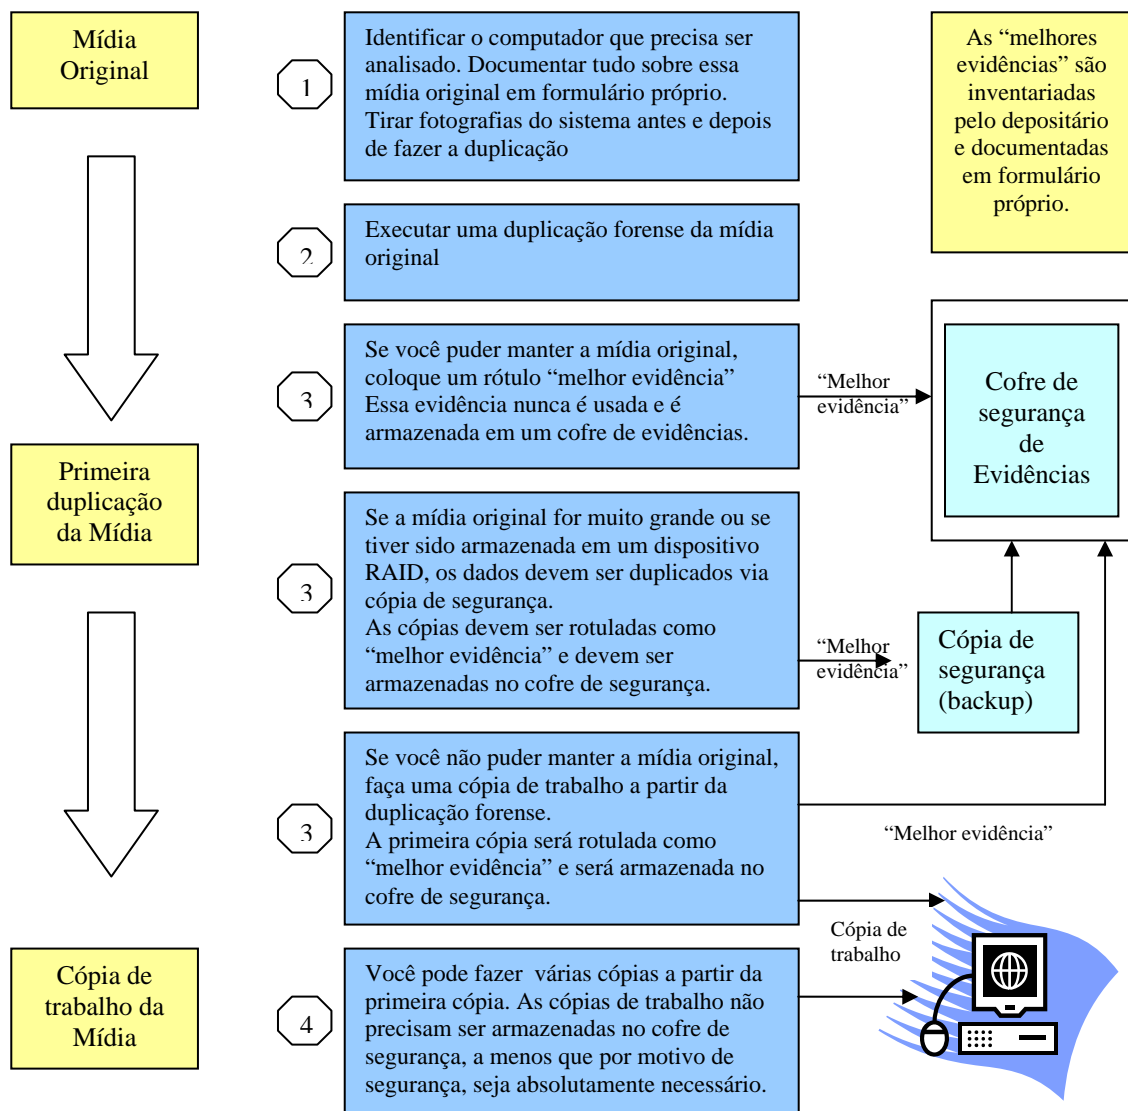 Mídia
Original
1
Identificar o computador que precisa ser
analisado. Documentar tudo sobre essa
mídia original em formulário próprio.
Tirar fotografias do sistema antes e depois
de fazer a duplicação
As “melhores
evidências” são
inventariadas
pelo depositário
e documentadas
em formulário
próprio.
2
Executar uma duplicação forense da mídia
original
3
Se você puder manter a mídia original,
coloque um rótulo “melhor evidência”
Essa evidência nunca é usada e é
armazenada em um cofre de evidências.
“Melhor
evidência”
Cofre de
segurança
de
Evidências
Primeira
duplicação
da Mídia
3
Se a mídia original for muito grande ou se
tiver sido armazenada em um dispositivo
RAID, os dados devem ser duplicados via
cópia de segurança.
As cópias devem ser rotuladas como
“melhor evidência” e devem ser
armazenadas no cofre de segurança.
“Melhor
evidência”
Cópia de
segurança
(backup)
3
Se você não puder manter a mídia original,
faça uma cópia de trabalho a partir da
duplicação forense.
A primeira cópia será rotulada como
“melhor evidência” e será armazenada no
cofre de segurança.
“Melhor evidência”
Cópia de
trabalho
Cópia de
trabalho da
Mídia
4
Você pode fazer  várias cópias a partir da
primeira cópia. As cópias de trabalho não
precisam ser armazenadas no cofre de
segurança, a menos que por motivo de
segurança, seja absolutamente necessário.